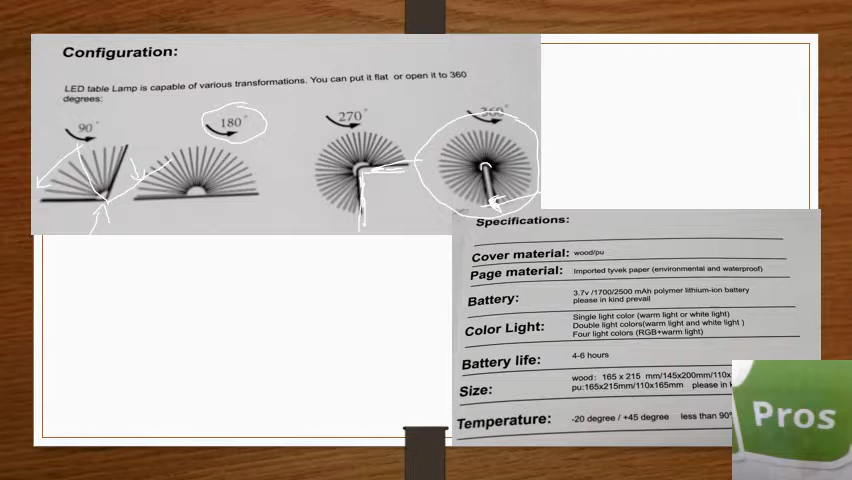 Configuration:
LED table Lamp is capable of various transformations. You can put it flat or open it to 360
degrees:
90°
180°
270°
360°
Specifications:
Cover material: wood/pu
Page material: Imported tyvek paper (environmental and waterproof)
Battery: 3.7v /1700/2500 mAh polymer lithium-ion battery
please in kind prevail
Color Light: Single light color (warm light or white light)
Double light colors(warm light and white light )
Four light colors (RGB+warm light)
Battery life: 4-6 hours
Size: wood: 165 x 215 mm/145x200mm/110x
pu:165x215mm/110x165mm please in
Temperature: -20 degree / +45 degree less than 90°
Pros